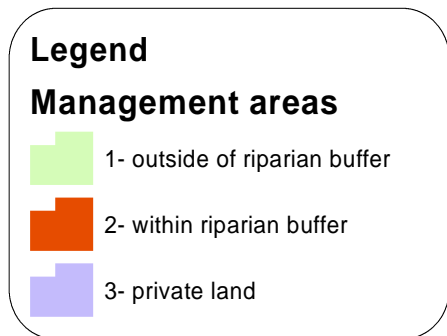 Legend
Management areas
1- outside of riparian buffer
2- within riparian buffer
3- private land